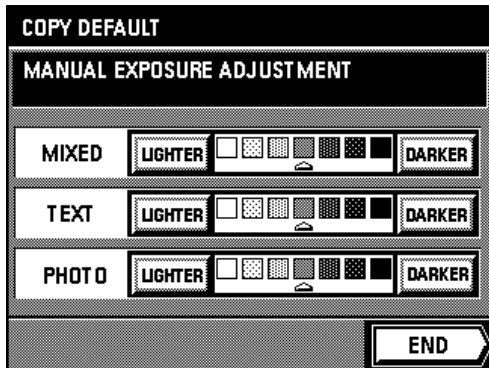 COPY DEFAULT
MANUAL EXPOSURE ADJUSTMENT
MIXED LIGHTER DARKER
TEXT LIGHTER DARKER
PHOTO LIGHTER DARKER
END